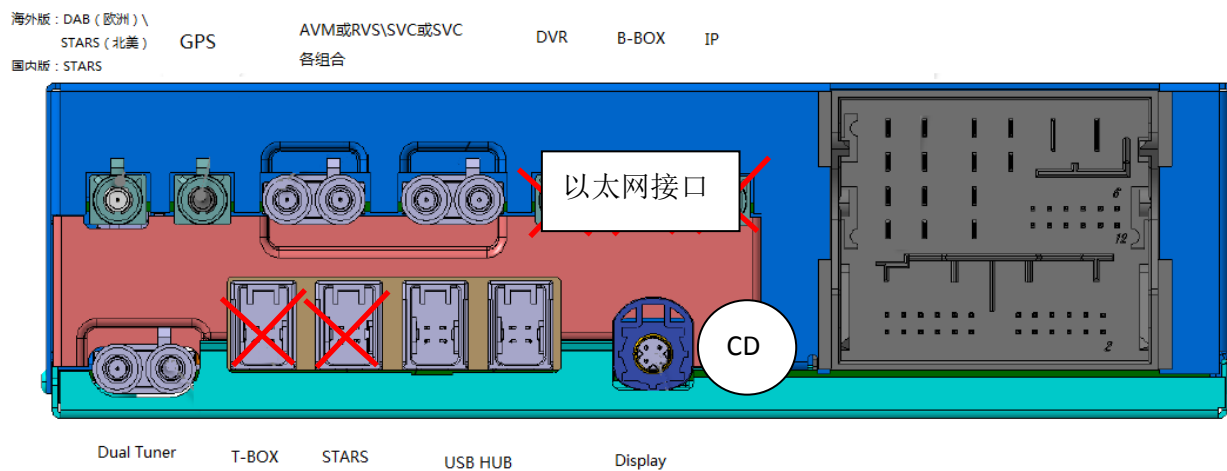 海外版：DAB（欧洲）\
STARS（北美）
国内版：STARS
GPS
AVM或RVS\SVC或SVC
各组合
DVR
B-BOX
IP
以太网接口
6
12
CD
2
Dual Tuner
T-BOX
STARS
USB HUB
Display